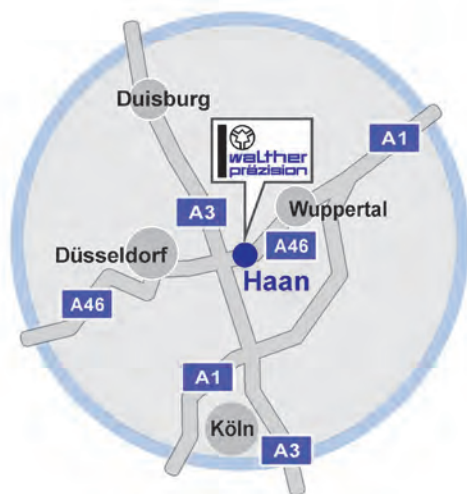 Duisburg
A1
walther
präzision
A3
Wuppertal
Düsseldorf
A46
Haan
A46
A1
Köln
A3